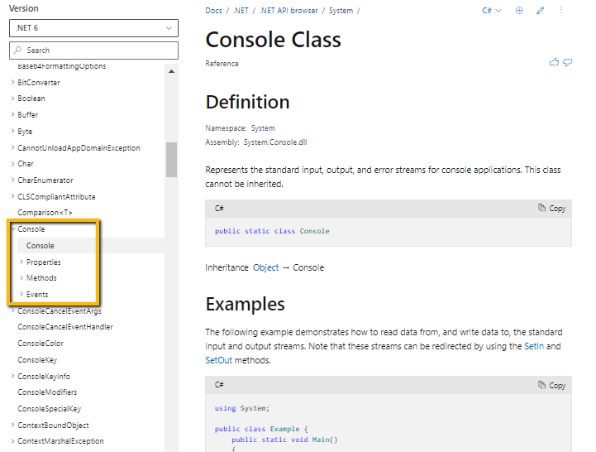 Version
.NET 6
Search
Base64FormattingOptions
BitConverter
Boolean
Buffer
Byte
CannotUnloadAppDomainException
Char
CharEnumerator
CLSCompliantAttribute
Comparison<T>
Console
Console
Properties
Methods
Events
ConsoleCancelEventArgs
ConsoleCancelEventHandler
ConsoleColor
ConsoleKey
ConsoleKeyInfo
ConsoleModifiers
ConsoleSpecialKey
ContextBoundObject
ContextMarshalException
Docs / .NET / .NET API browser / System /
C#
Console Class
Reference
Definition
Namespace: System
Assembly: System.Console.dll
Represents the standard input, output, and error streams for console applications. This class
cannot be inherited.
C#
Copy
public static class Console
Inheritance Object → Console
Examples
The following example demonstrates how to read data from, and write data to, the standard
input and output streams. Note that these streams can be redirected by using the SetIn and
SetOut methods.
C#
Copy
using System;
public class Example {
public static void Main()
{